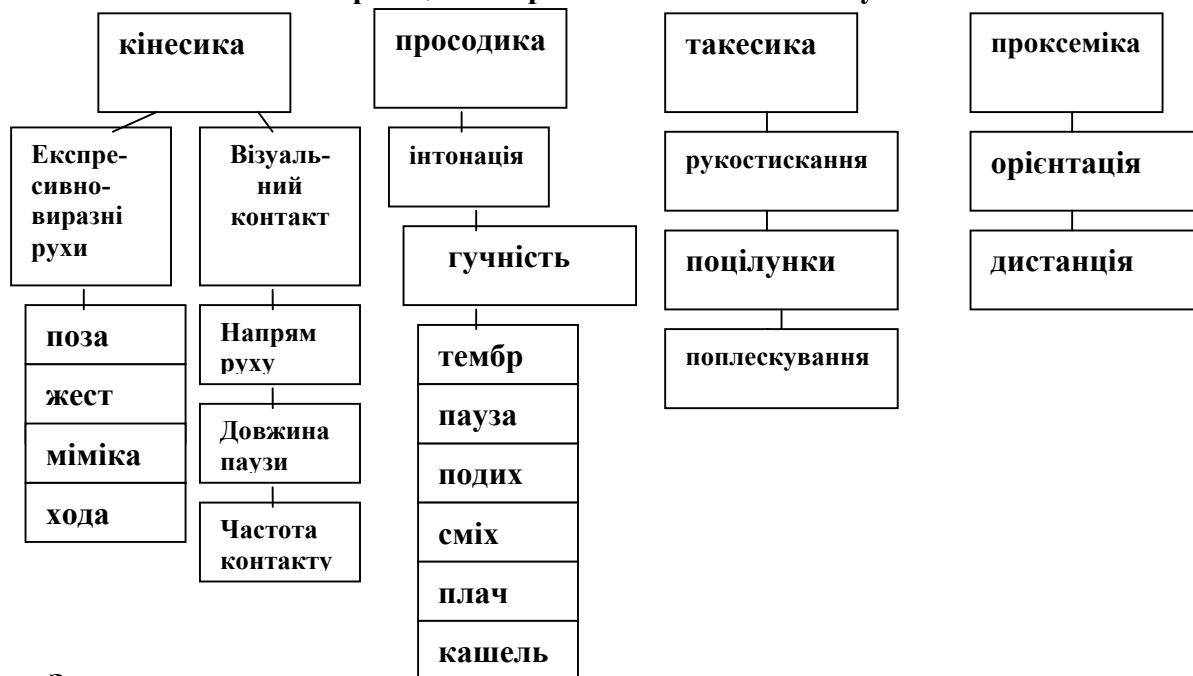 кінесика
Експре-
сивно-
виразні
рухи
поза
жест
міміка
хода
Візуаль-
ний
контакт
Напрям
руху
Довжина
паузи
Частота
контакту
просодика
інтонація
гучність
тембр
пауза
подих
сміх
плач
кашель
такесика
рукостискання
поцілунки
поплескування
проксеміка
орієнтація
дистанція